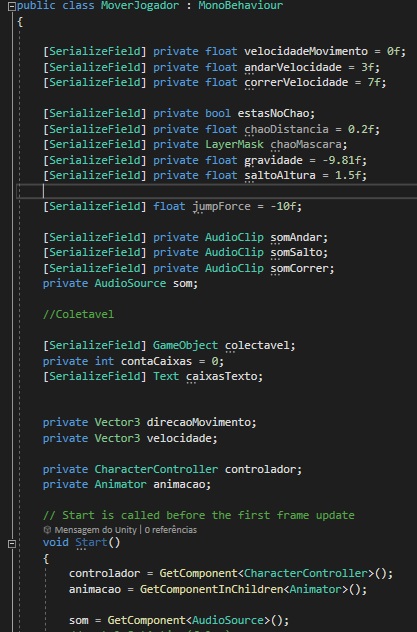 public class MoverJogador : MonoBehaviour
{
[SerializeField] private float velocidadeMovimento = 0f;
[SerializeField] private float andarVelocidade = 3f;
[SerializeField] private float correrVelocidade = 7f;
[SerializeField] private bool estasNoChao;
[SerializeField] private float chaoDistancia = 0.2f;
[SerializeField] private LayerMask chaoMascara;
[SerializeField] private float gravidade = -9.81f;
[SerializeField] private float saltoAltura = 1.5f;
[SerializeField] float jumpForce = -10f;
[SerializeField] private AudioClip somAndar;
[SerializeField] private AudioClip somSalto;
[SerializeField] private AudioClip somCorrer;
private AudioSource som;
//Coletavel
[SerializeField] GameObject colectavel;
private int contaCaixas = 0;
[SerializeField] Text caixasTexto;
private Vector3 direcaoMovimento;
private Vector3 velocidade;
private CharacterController controlador;
private Animator animacao;
// Start is called before the first frame update
Mensagem do Unity | 0 referências
void Start()
{
controlador = GetComponent<CharacterController>();
animacao = GetComponentInChildren<Animator>();
som = GetComponent<AudioSource>();